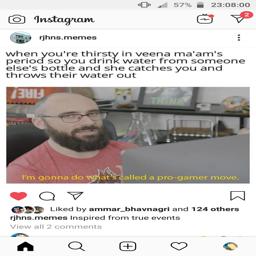 57% 23:08:00
Instagram
2
rjhns.memes
when you're thirsty in veena ma'am's
period so you drink water from someone
else's bottle and she catches you and
throws their water out
I'm gonna do what's called a pro-gamer move.
Liked by ammar_bhavnagri and 124 others
rjhns.memes Inspired from true events
View all 2 comments